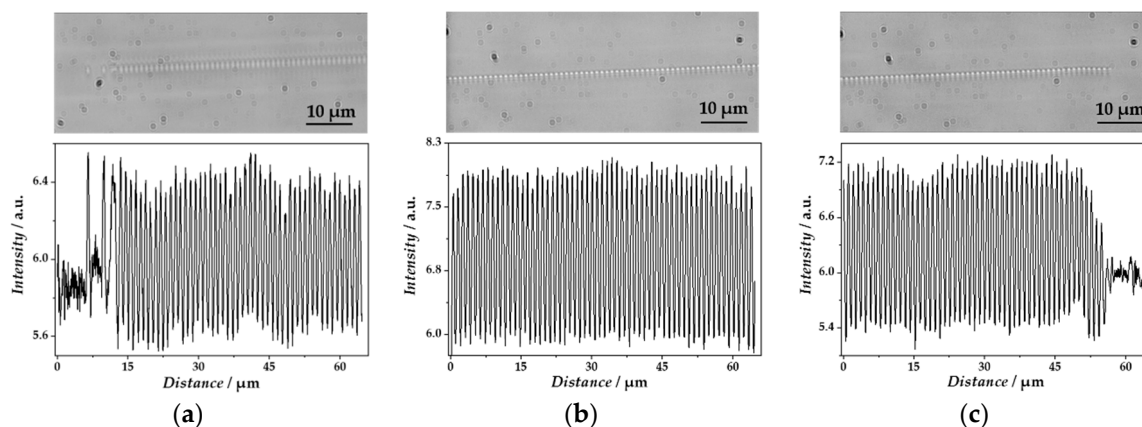 10 µm
10 µm
10 µm
6.4
6.0
5.6
Intensity / a.u.
0 15 30 45 60
Distance / µm
8.3
7.5
6.8
6.0
Intensity / a.u.
0 15 30 45 60
Distance / µm
7.2
6.6
6.0
5.4
Intensity / a.u.
0 15 30 45 60
Distance / µm
(a) (b) (c)